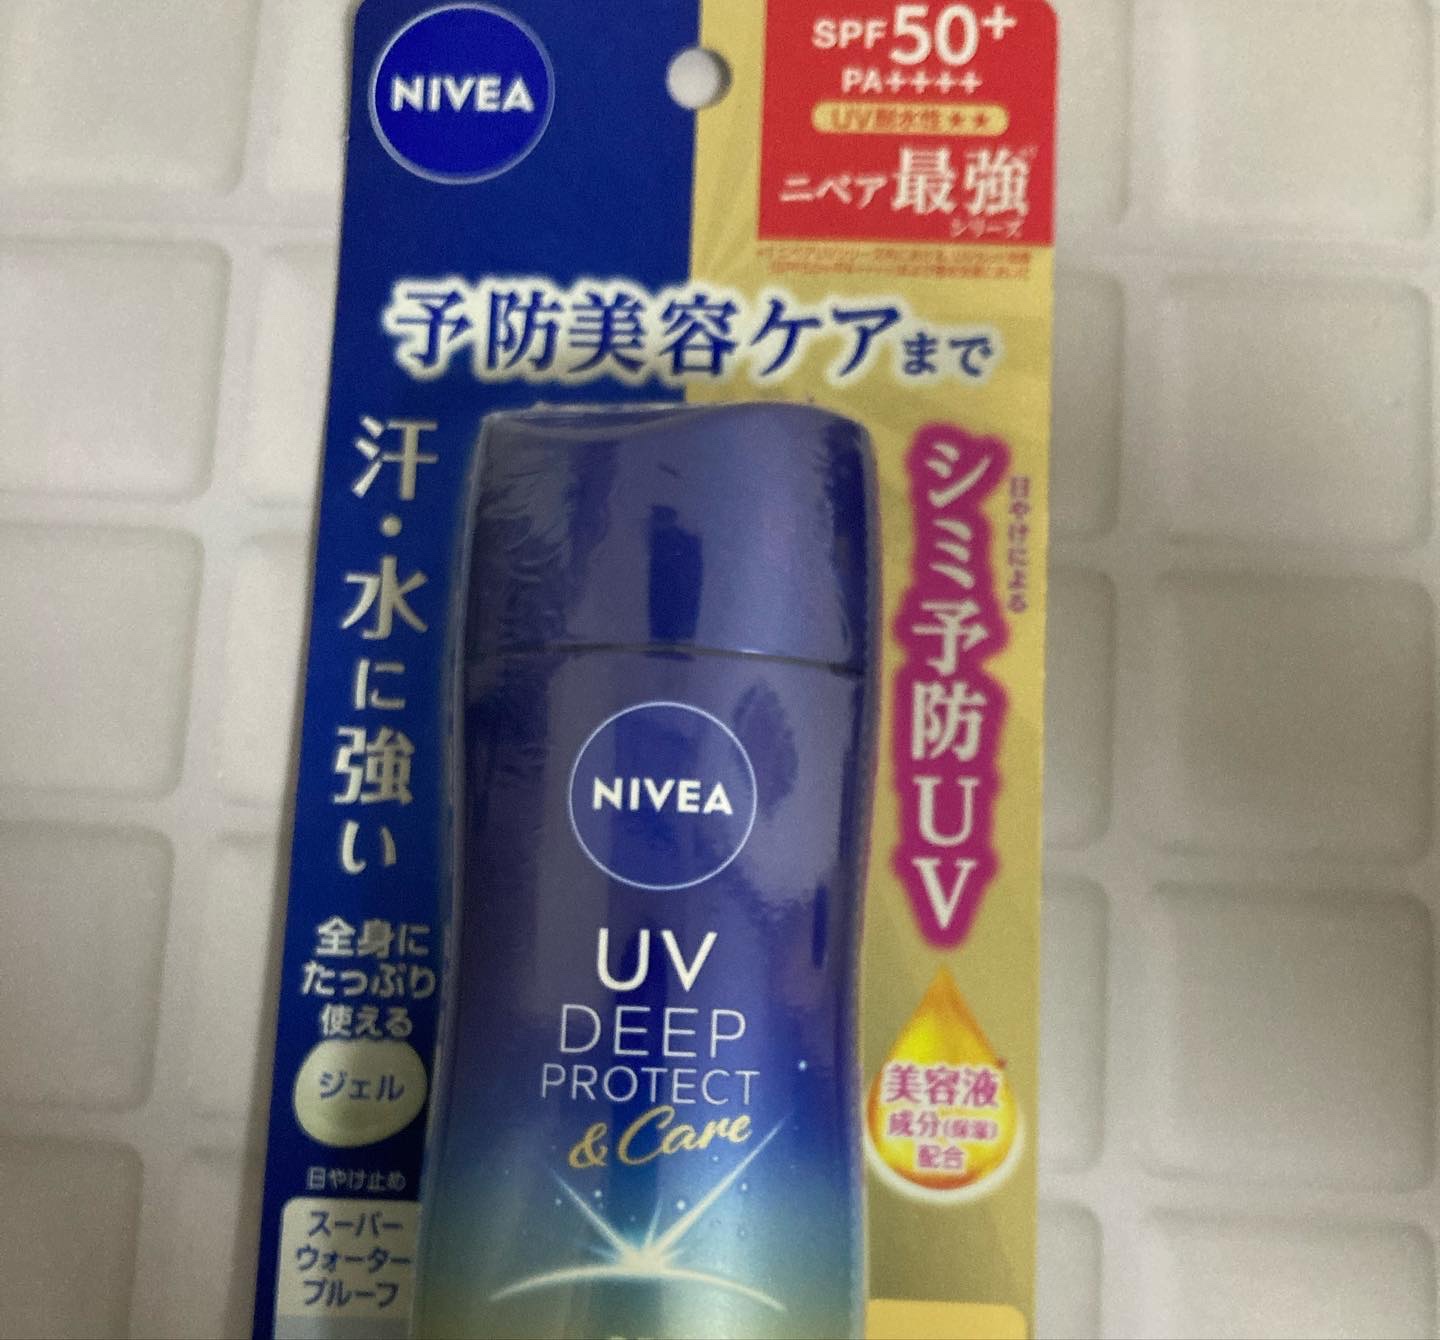 NIVEA
SPF50+
PA++++
UV耐水性★★
ニベア最強
シリーズ
予防美容ケアまで
汗・水に強い
全身に
たっぷり
使える
ジェル
日やけ止め
スーパー
ウォーター
プルーフ
日やけによる
シミ予防UV
美容液*
成分(保湿)
配合
NIVEA
UV
DEEP
PROTECT
& Care